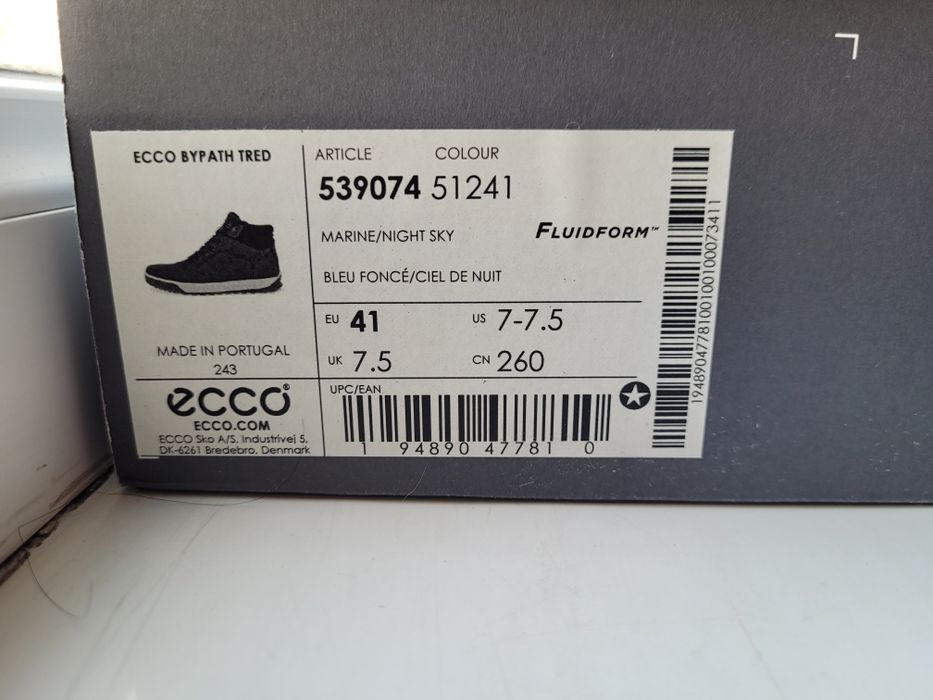 ECCO BYPATH TRED
MADE IN PORTUGAL
243
ecco®
ECCO.COM
ECCO Sko A/S, Industrivej 5,
DK-6261 Bredebro, Denmark
ARTICLE COLOUR
539074 51241
MARINE/NIGHT SKY
FLUIDFORM™
BLEU FONCÉ/CIEL DE NUIT
EU 41 US 7-7.5
UK 7.5 CN 260
UPC/EAN
1 94890 47781 0
1948904778100100100073411